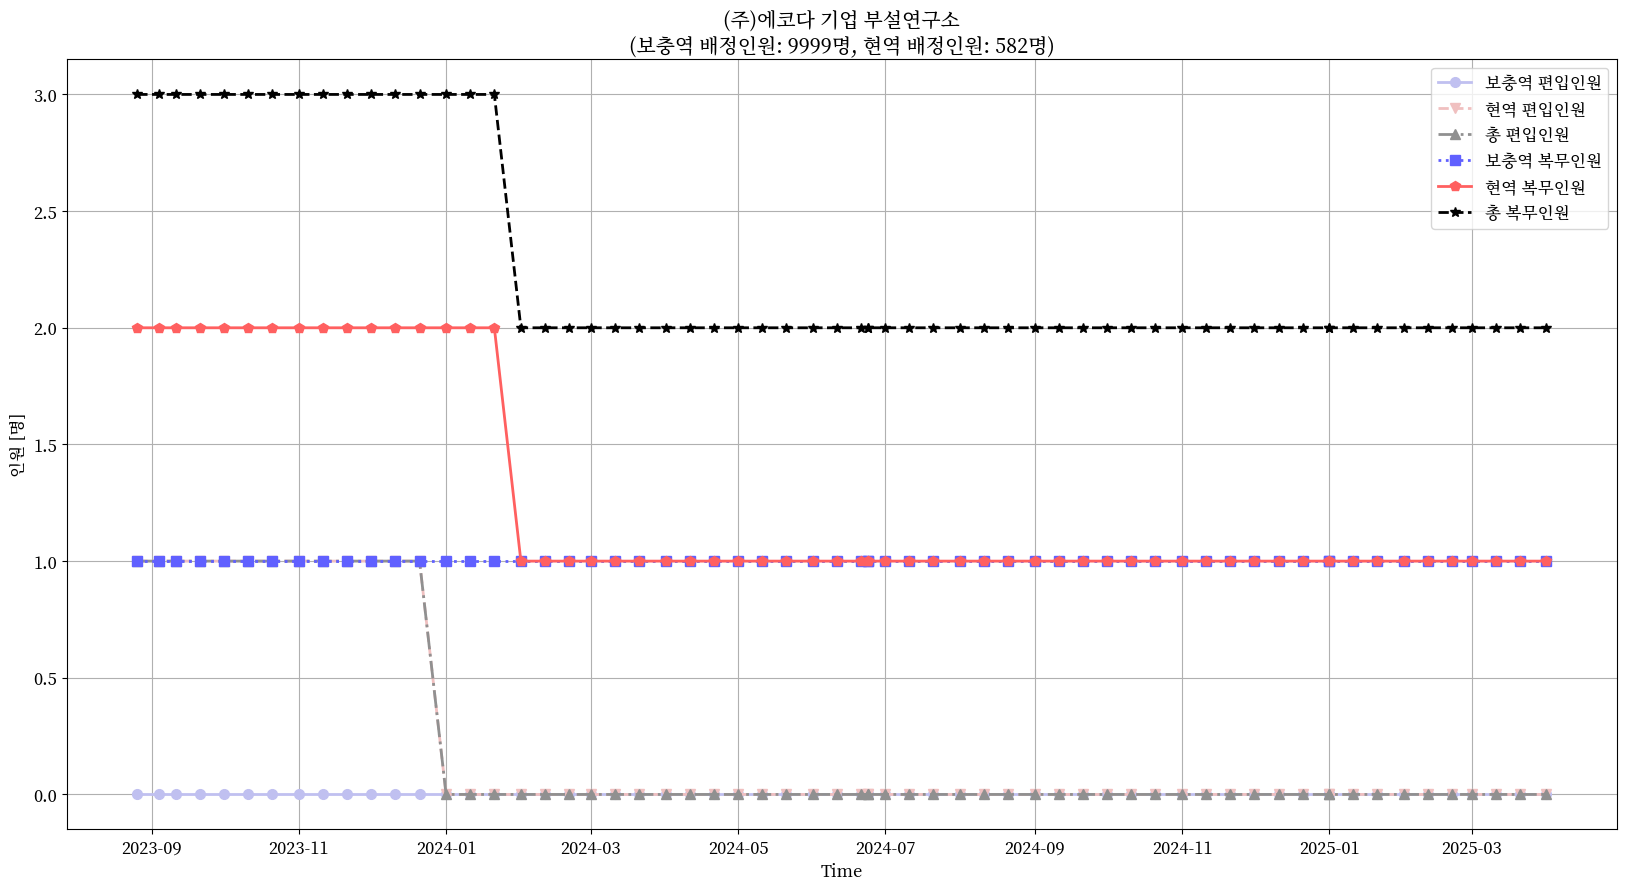 (주)에코다 기업 부설연구소
(보충역 배정인원: 9999명, 현역 배정인원: 582명)
보충역 편입인원
현역 편입인원
총 편입인원
보충역 복무인원
현역 복무인원
총 복무인원
인원 [명]
3.0
2.5
2.0
1.5
1.0
0.5
0.0
2023-09 2023-11 2024-01 2024-03 2024-05 2024-07 2024-09 2024-11 2025-01 2025-03
Time